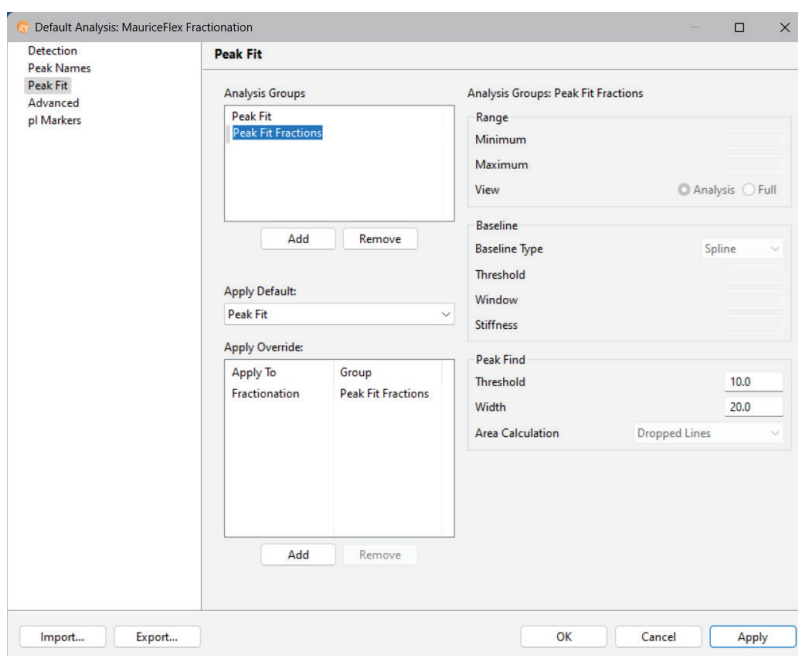 Default Analysis: MauriceFlex Fractionation
Detection
Peak Names
Peak Fit
Advanced
pI Markers
Peak Fit
Analysis Groups
Peak Fit
Peak Fit Fractions
Add Remove
Apply Default:
Peak Fit
Apply Override:
Apply To Group
Fractionation Peak Fit Fractions
Add Remove
Analysis Groups: Peak Fit Fractions
Range
Minimum
Maximum
View Analysis Full
Baseline
Baseline Type Spline
Threshold
Window
Stiffness
Peak Find
Threshold 10.0
Width 20.0
Area Calculation Dropped Lines
Import... Export... OK Cancel Apply